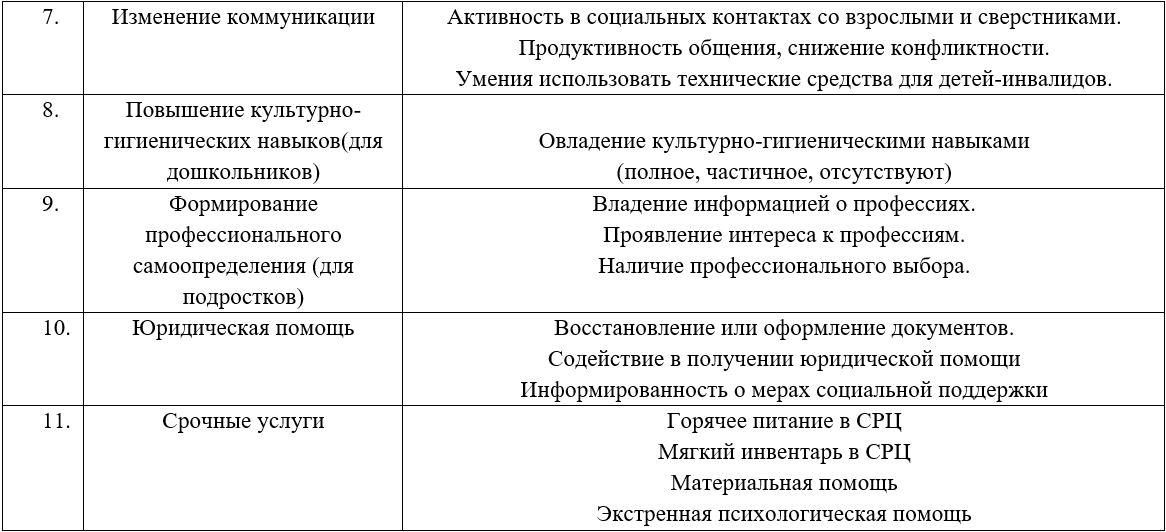 7. Изменение коммуникации Активность в социальных контактах со взрослыми и сверстниками.
Продуктивность общения, снижение конфликтности.
Умения использовать технические средства для детей-инвалидов.
8. Повышение культурно-
гигиенических навыков(для
дошкольников)
Овладение культурно-гигиеническими навыками
(полное, частичное, отсутствуют)
9. Формирование
профессионального
самоопределения (для
подростков)
Владение информацией о профессиях.
Проявление интереса к профессиям.
Наличие профессионального выбора.
10. Юридическая помощь Восстановление или оформление документов.
Содействие в получении юридической помощи
Информированность о мерах социальной поддержки
11. Срочные услуги Горячее питание в СРЦ
Мягкий инвентарь в СРЦ
Материальная помощь
Экстренная психологическая помощь